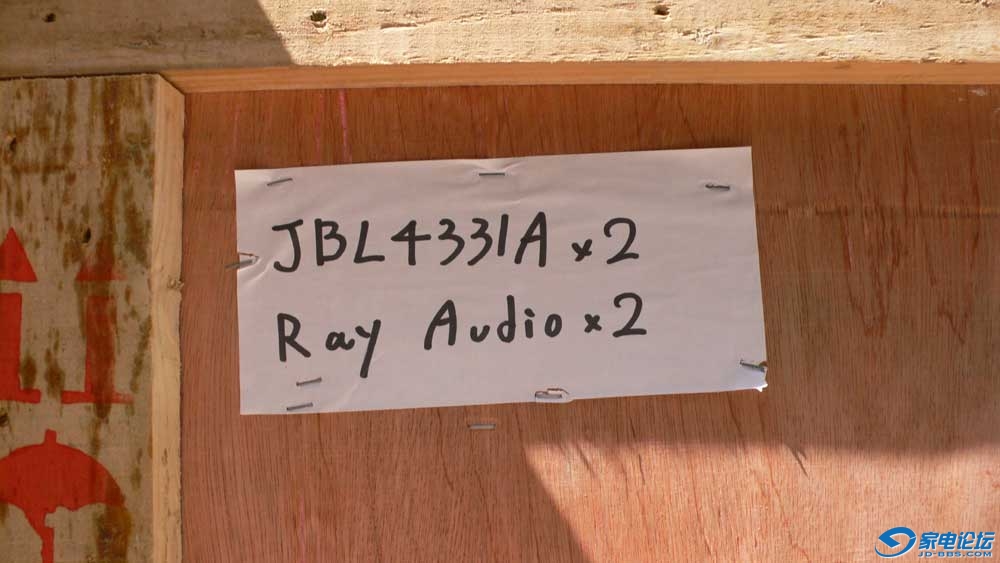 JBL4331A x2
Ray Audio x2
家电论坛
JD-BBS.COM